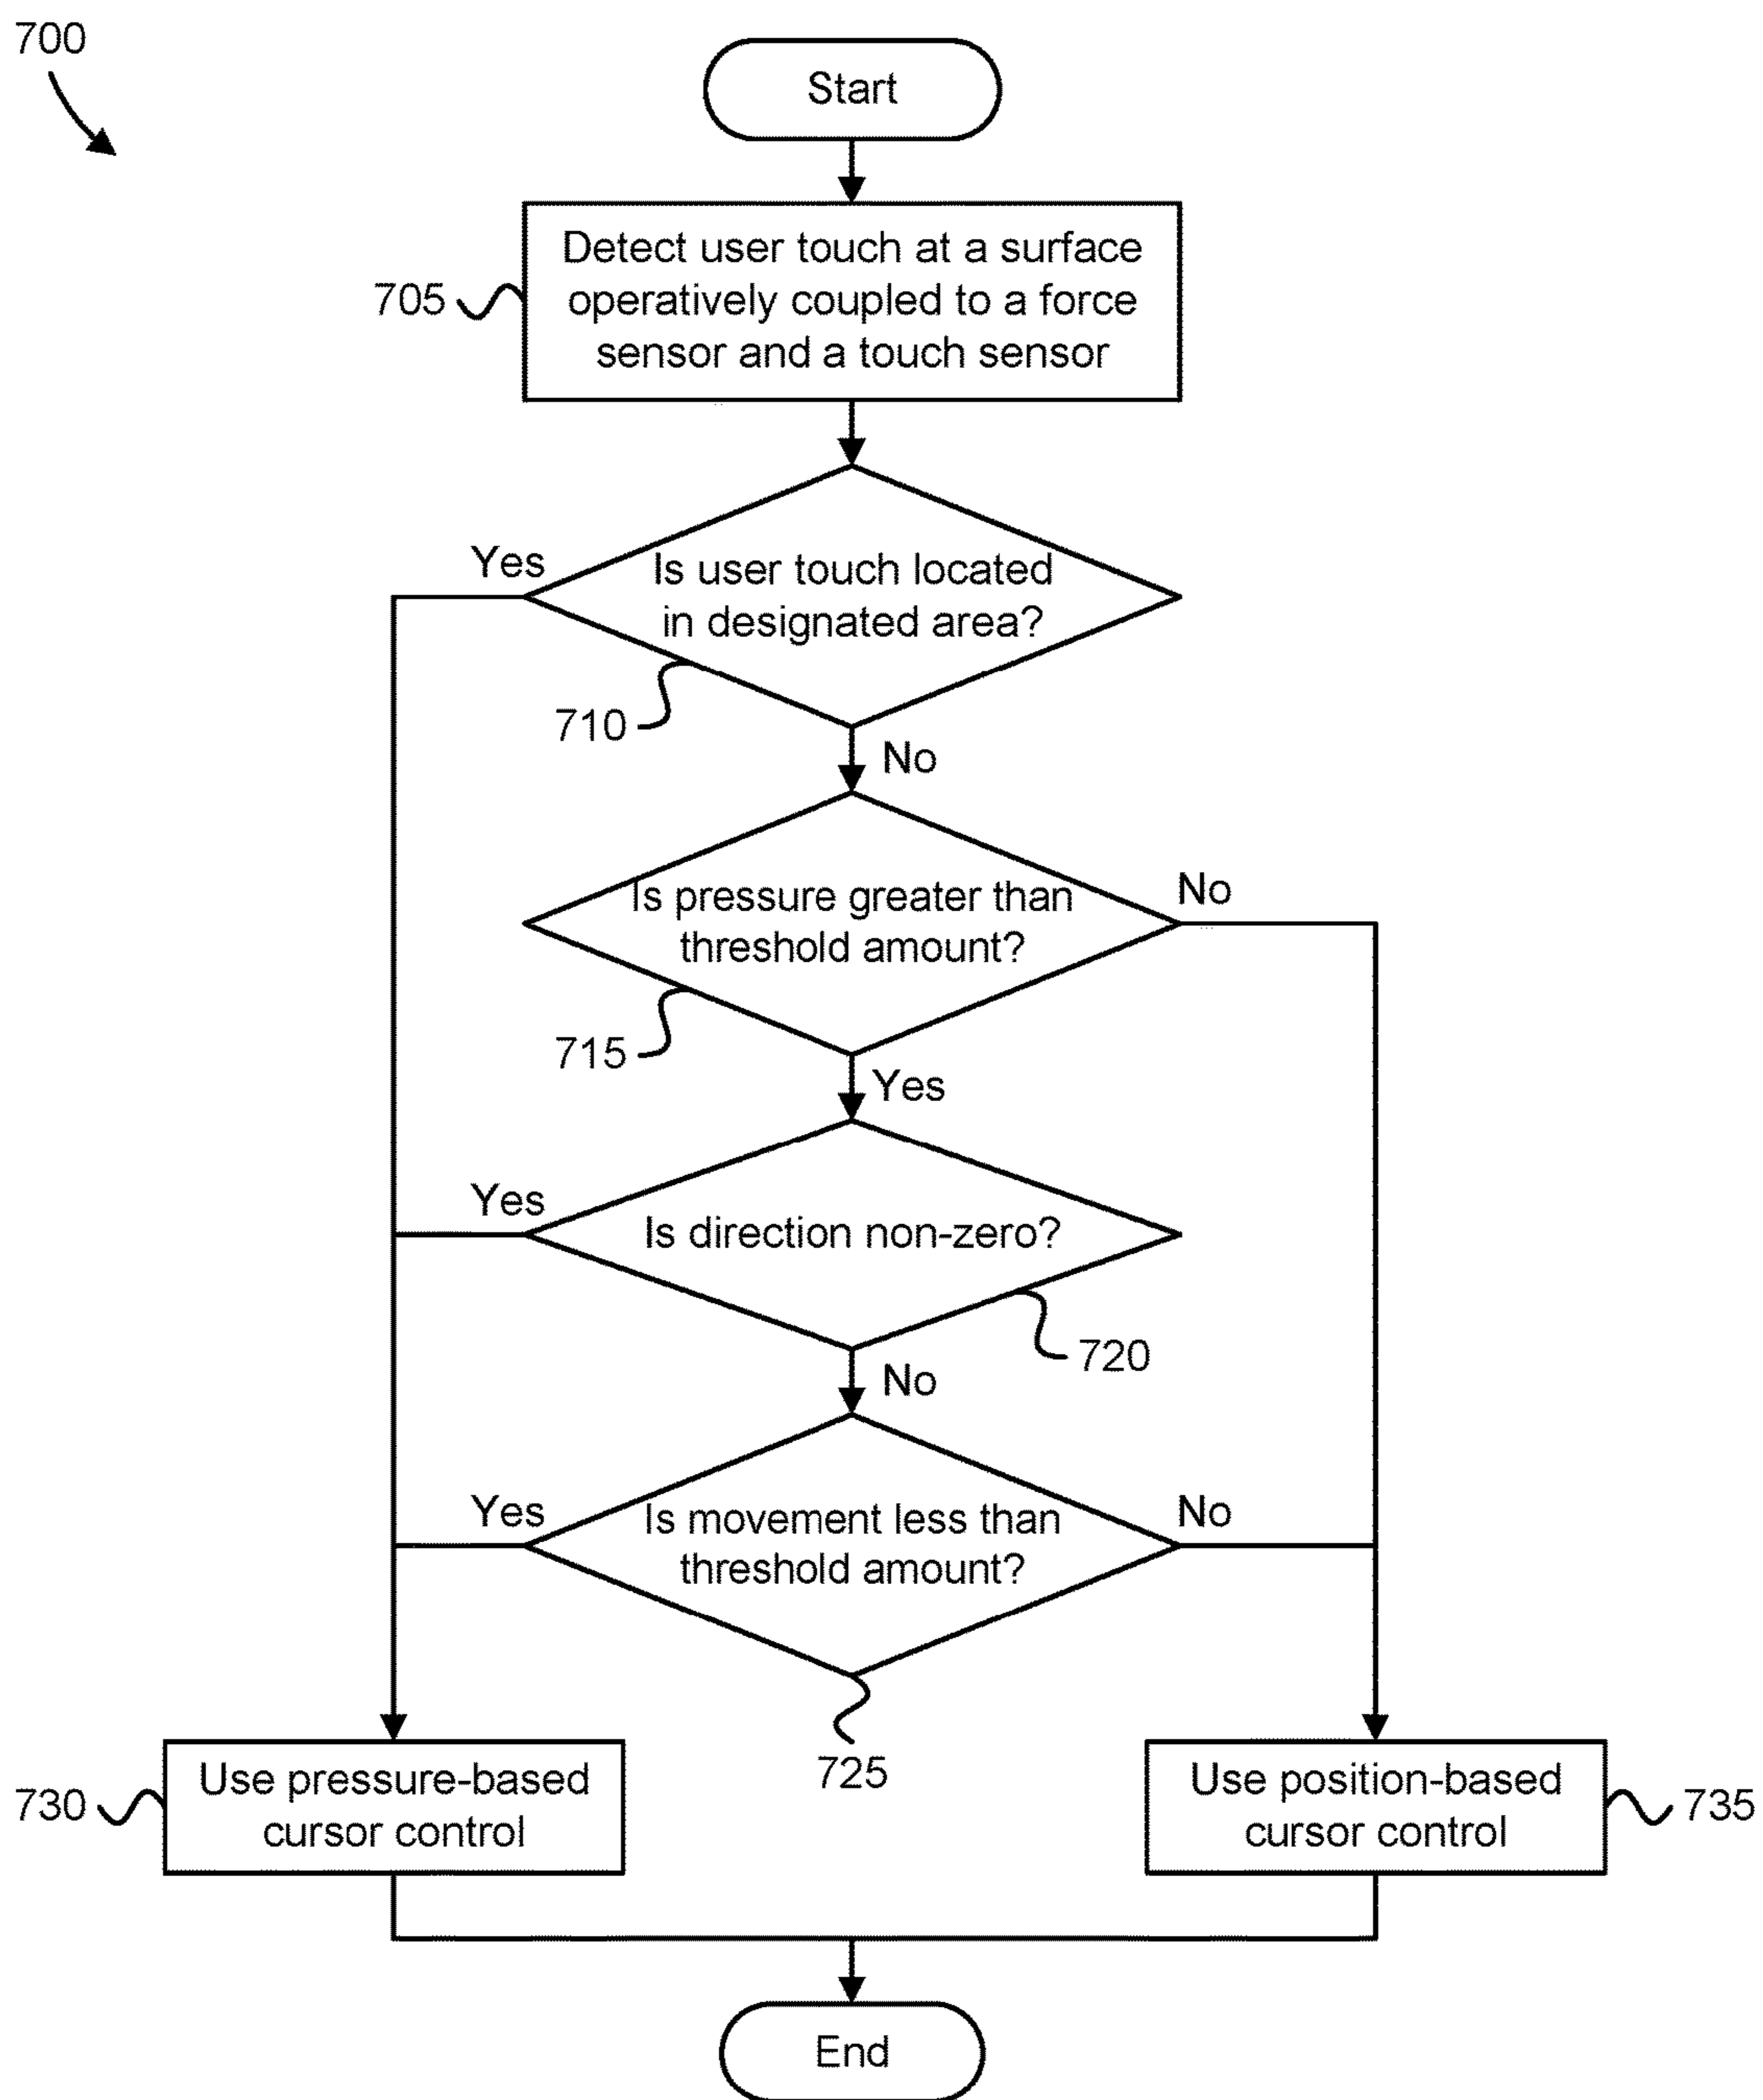 700
Start
705
Detect user touch at a surface
operatively coupled to a force
sensor and a touch sensor
Yes
Is user touch located
in designated area?
710
No
Is pressure greater than
threshold amount?
No
715
Yes
Yes
Is direction non-zero?
720
No
Yes
Is movement less than
threshold amount?
No
725
730
Use pressure-based
cursor control
Use position-based
cursor control
735
End